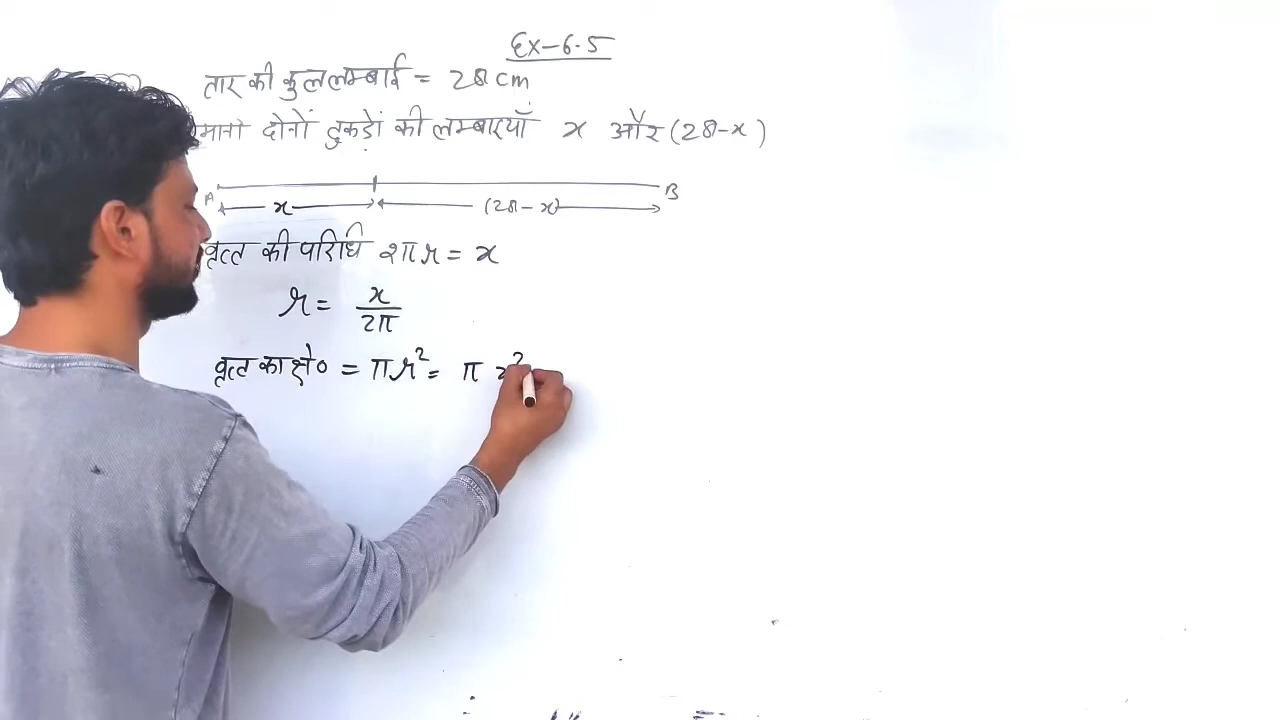 Ex-6.5
तार की कुल लम्बाई = 28 cm
माना दोनों टुकड़ों की लम्बाइयाँ x और (28-x)
A B
x (28-x)
वृत्त की परिधि 2πr = x
r = x/2π
वृत्त का क्षे० = πr² = π x²